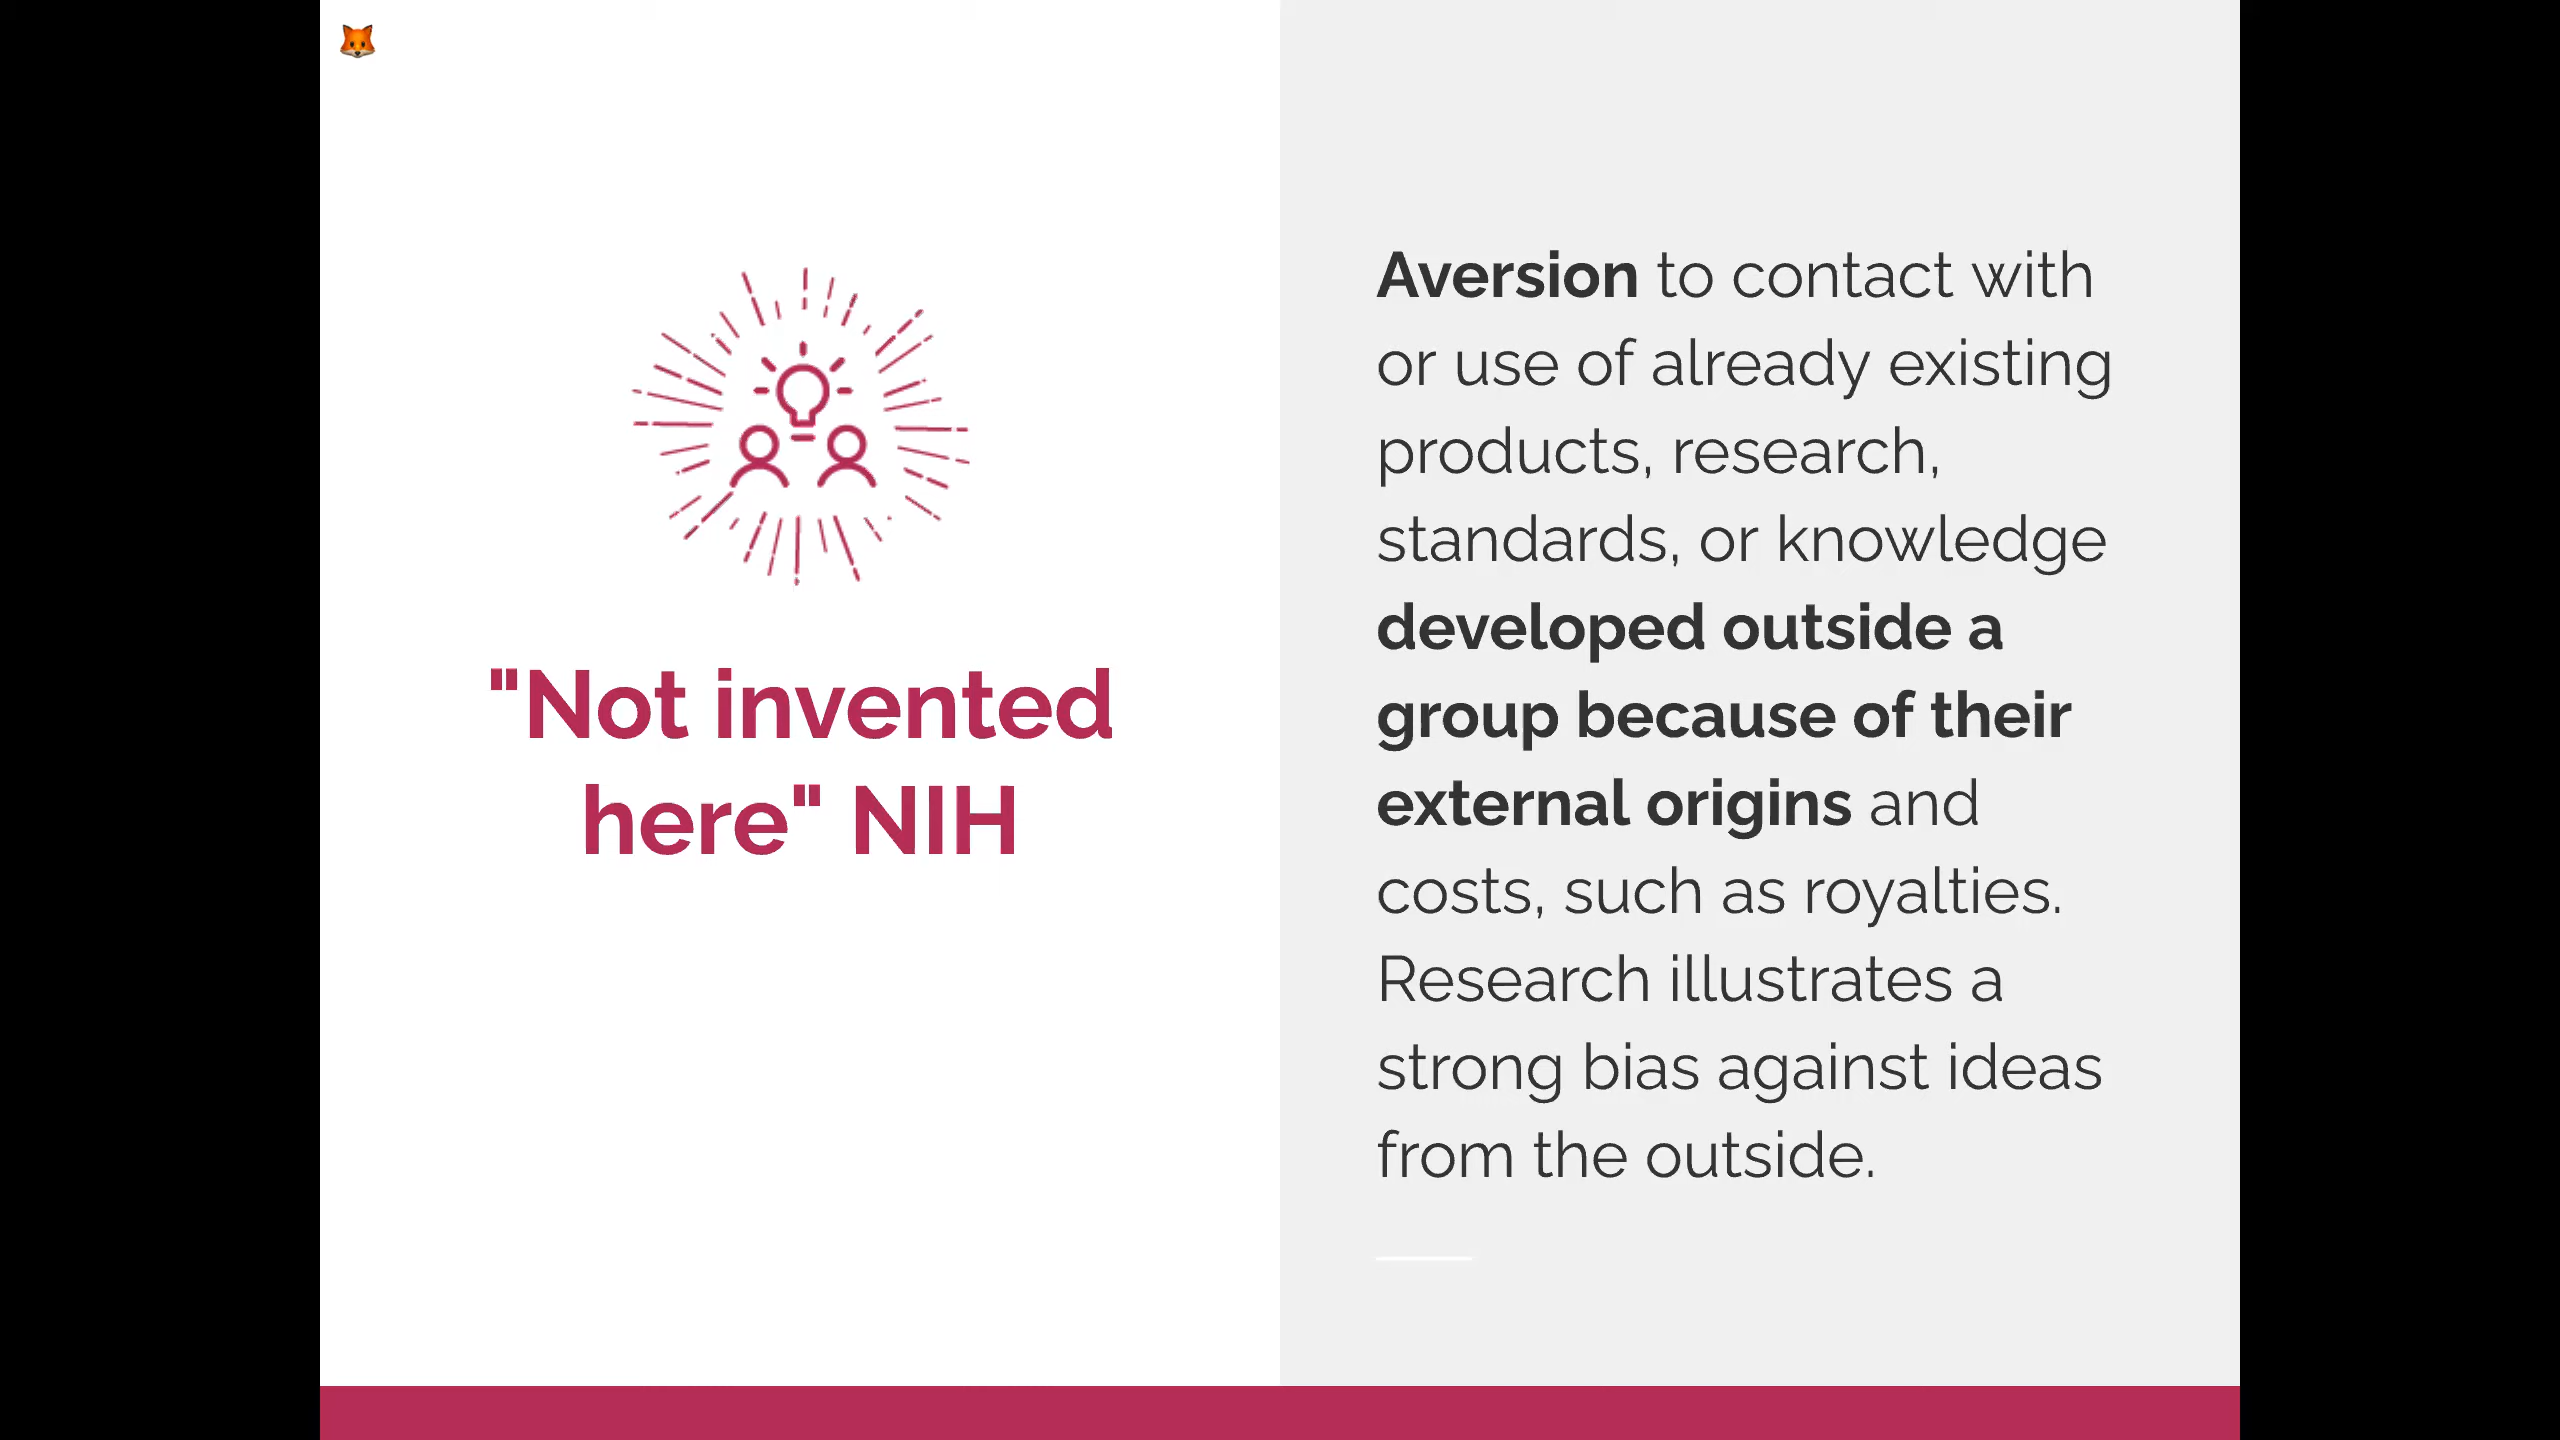 "Not invented
here" NIH
Aversion to contact with
or use of already existing
products, research,
standards, or knowledge
developed outside a
group because of their
external origins and
costs, such as royalties.
Research illustrates a
strong bias against ideas
from the outside.